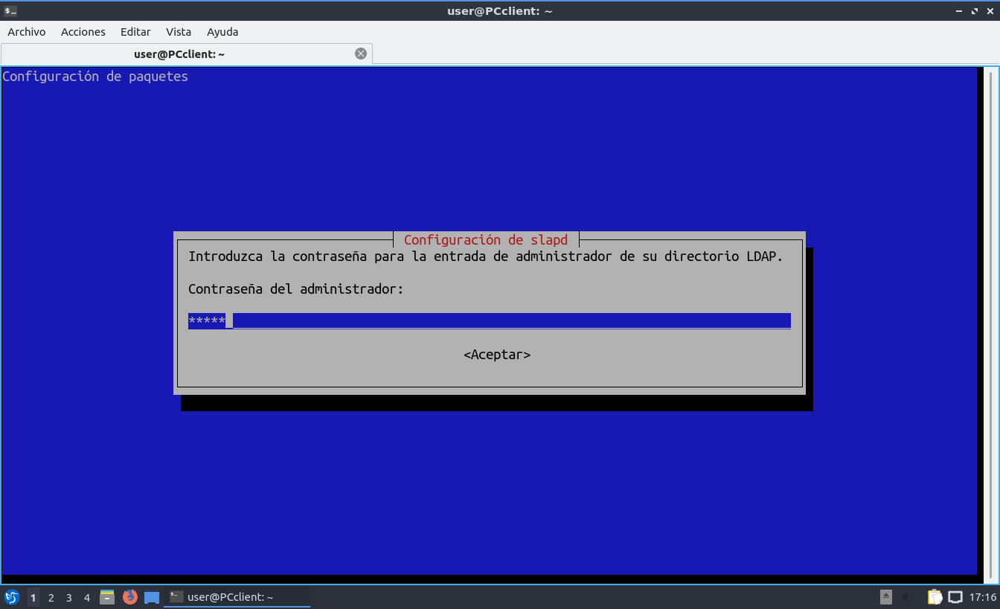 user@PCclient: ~
Archivo Acciones Editar Vista Ayuda
user@PCclient: ~
Configuración de paquetes
Configuración de slapd
Introduzca la contraseña para la entrada de administrador de su directorio LDAP.
Contraseña del administrador:
*****
<Aceptar>
1 2 3 4 user@PCclient: ~ 17:16